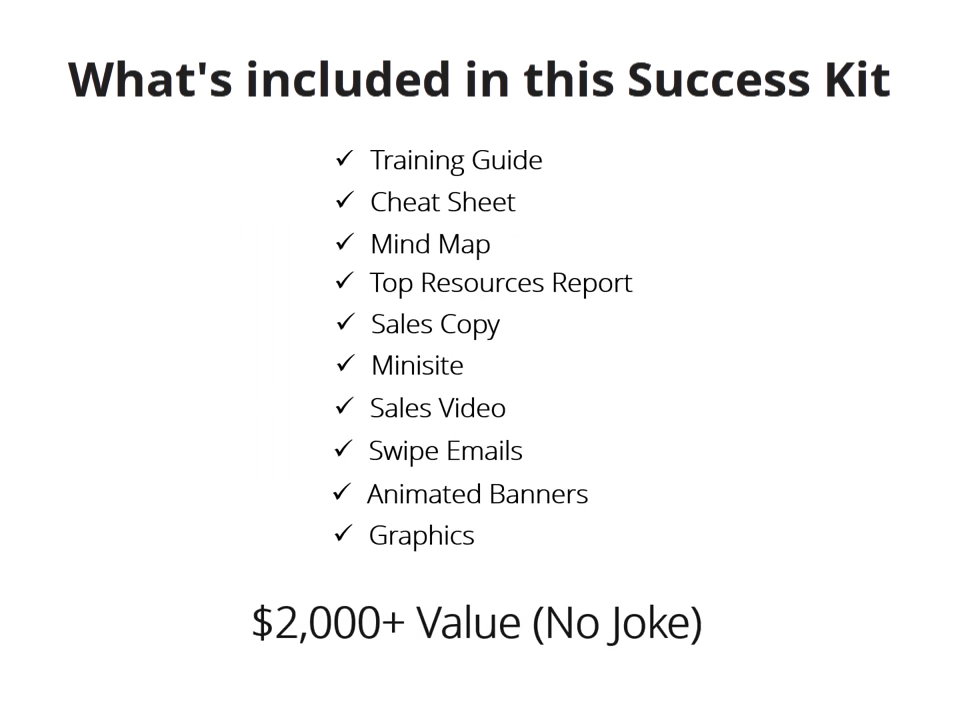 What's included in this Success Kit
✓ Training Guide
✓ Cheat Sheet
✓ Mind Map
✓ Top Resources Report
✓ Sales Copy
✓ Minisite
✓ Sales Video
✓ Swipe Emails
✓ Animated Banners
✓ Graphics
$2,000+ Value (No Joke)